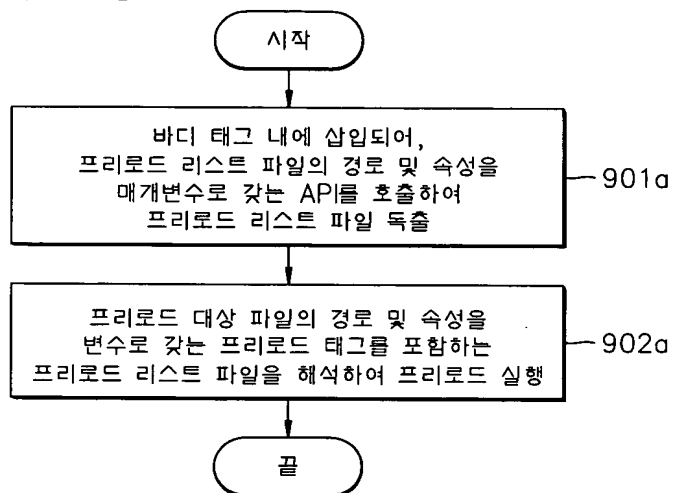 시작
바디 태그 내에 삽입되어,
프리로드 리스트 파일의 경로 및 속성을
매개변수로 갖는 API를 호출하여
프리로드 리스트 파일 독출
901a
프리로드 대상 파일의 경로 및 속성을
변수로 갖는 프리로드 태그를 포함하는
프리로드 리스트 파일을 해석하여 프리로드 실행
902a
끝